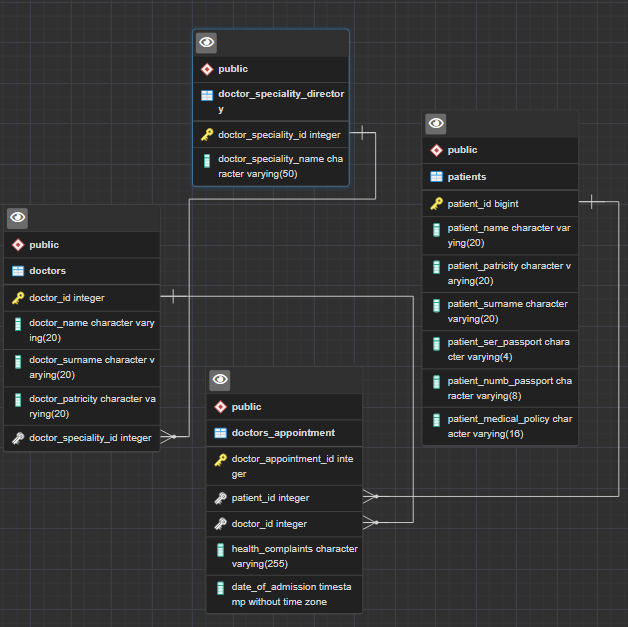 public
doctor_speciality_director
y
doctor_speciality_id integer
doctor_speciality_name cha
racter varying(50)
public
patients
patient_id bigint
patient_name character var
ying(20)
patient_patricity character v
arying(20)
patient_surname character
varying(20)
patient_ser_passport chara
cter varying(4)
patient_numb_passport cha
racter varying(8)
patient_medical_policy char
acter varying(16)
public
doctors
doctor_id integer
doctor_name character vary
ing(20)
doctor_surname character v
arying(20)
doctor_patricity character va
rying(20)
doctor_speciality_id integer
public
doctors_appointment
doctor_appointment_id inte
ger
patient_id integer
doctor_id integer
health_complaints character
varying(255)
date_of_admission timesta
mp without time zone